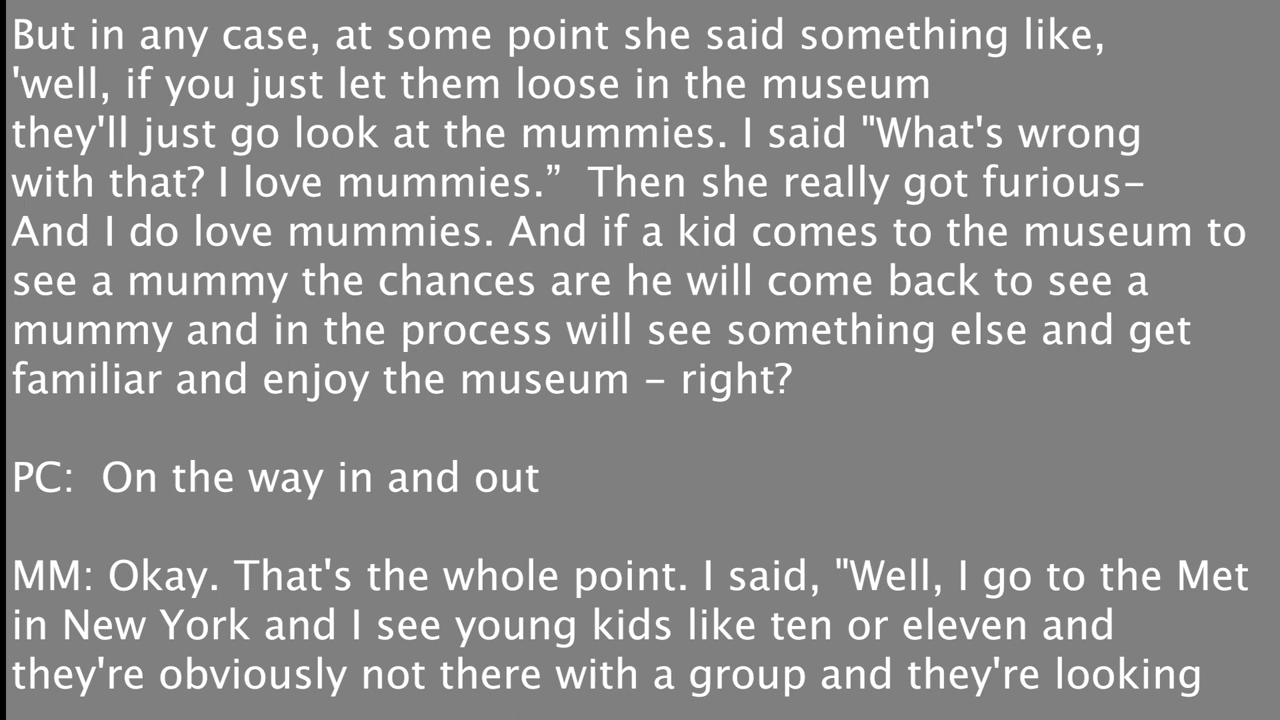 But in any case, at some point she said something like,
'well, if you just let them loose in the museum
they'll just go look at the mummies. I said "What's wrong
with that? I love mummies.”  Then she really got furious–
And I do love mummies. And if a kid comes to the museum to
see a mummy the chances are he will come back to see a
mummy and in the process will see something else and get
familiar and enjoy the museum – right?
PC:  On the way in and out
MM: Okay. That's the whole point. I said, "Well, I go to the Met
in New York and I see young kids like ten or eleven and
they're obviously not there with a group and they're looking